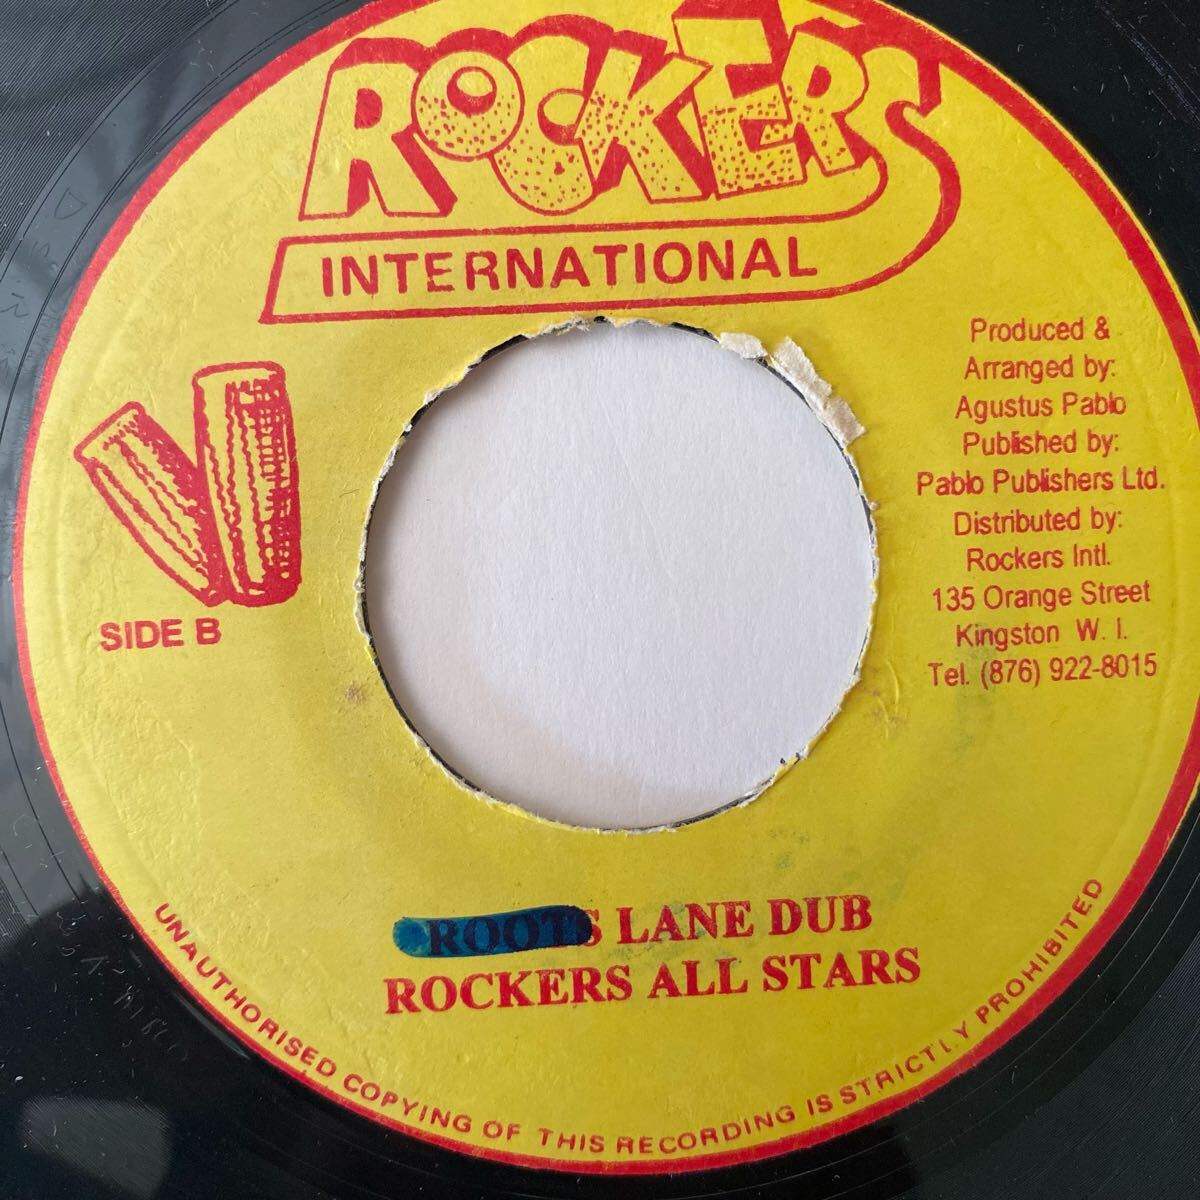 ROCKERS
INTERNATIONAL
Produced &
Arranged by:
Agustus Pablo
Published by:
Pablo Publishers Ltd.
Distributed by:
Rockers Intl.
135 Orange Street
Kingston W. I.
Tel. (876) 922-8015
SIDE B
ROOTS LANE DUB
ROCKERS ALL STARS
UNAUTHORISED COPYING OF THIS RECORDING IS STRICTLY PROHIBITED